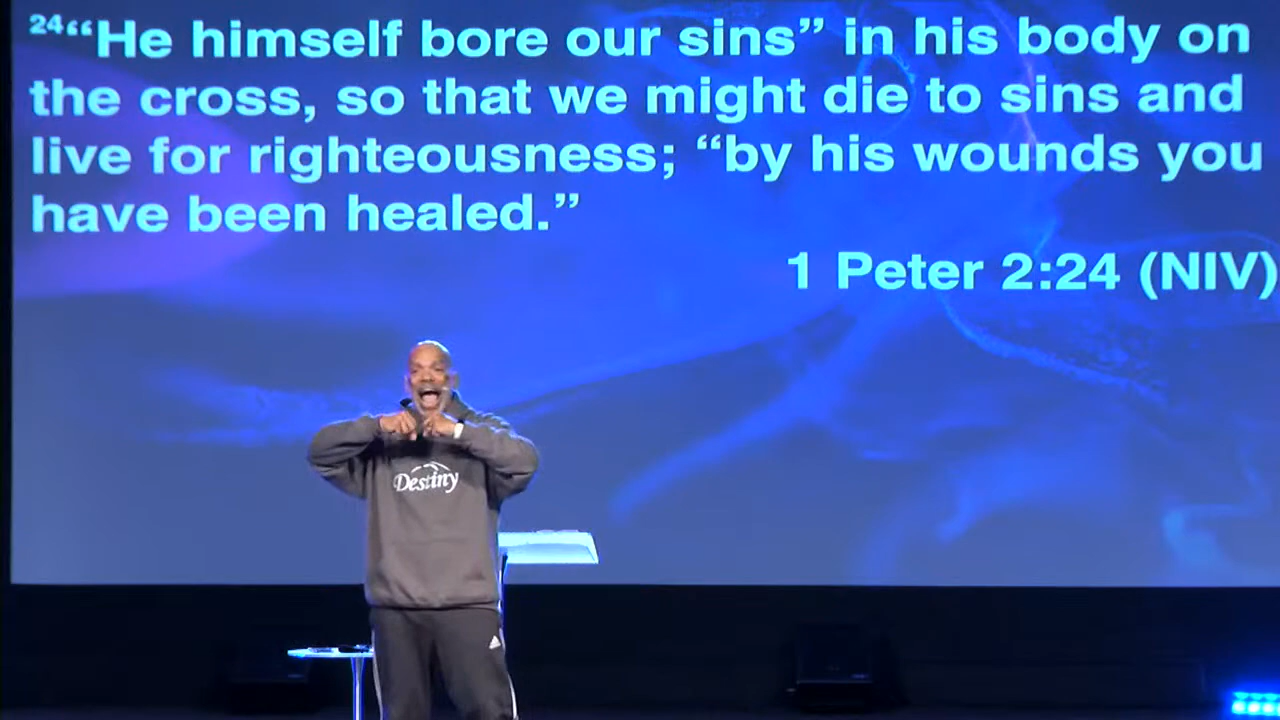 24“He himself bore our sins” in his body on
the cross, so that we might die to sins and
live for righteousness; “by his wounds you
have been healed.”
1 Peter 2:24 (NIV)
Destiny